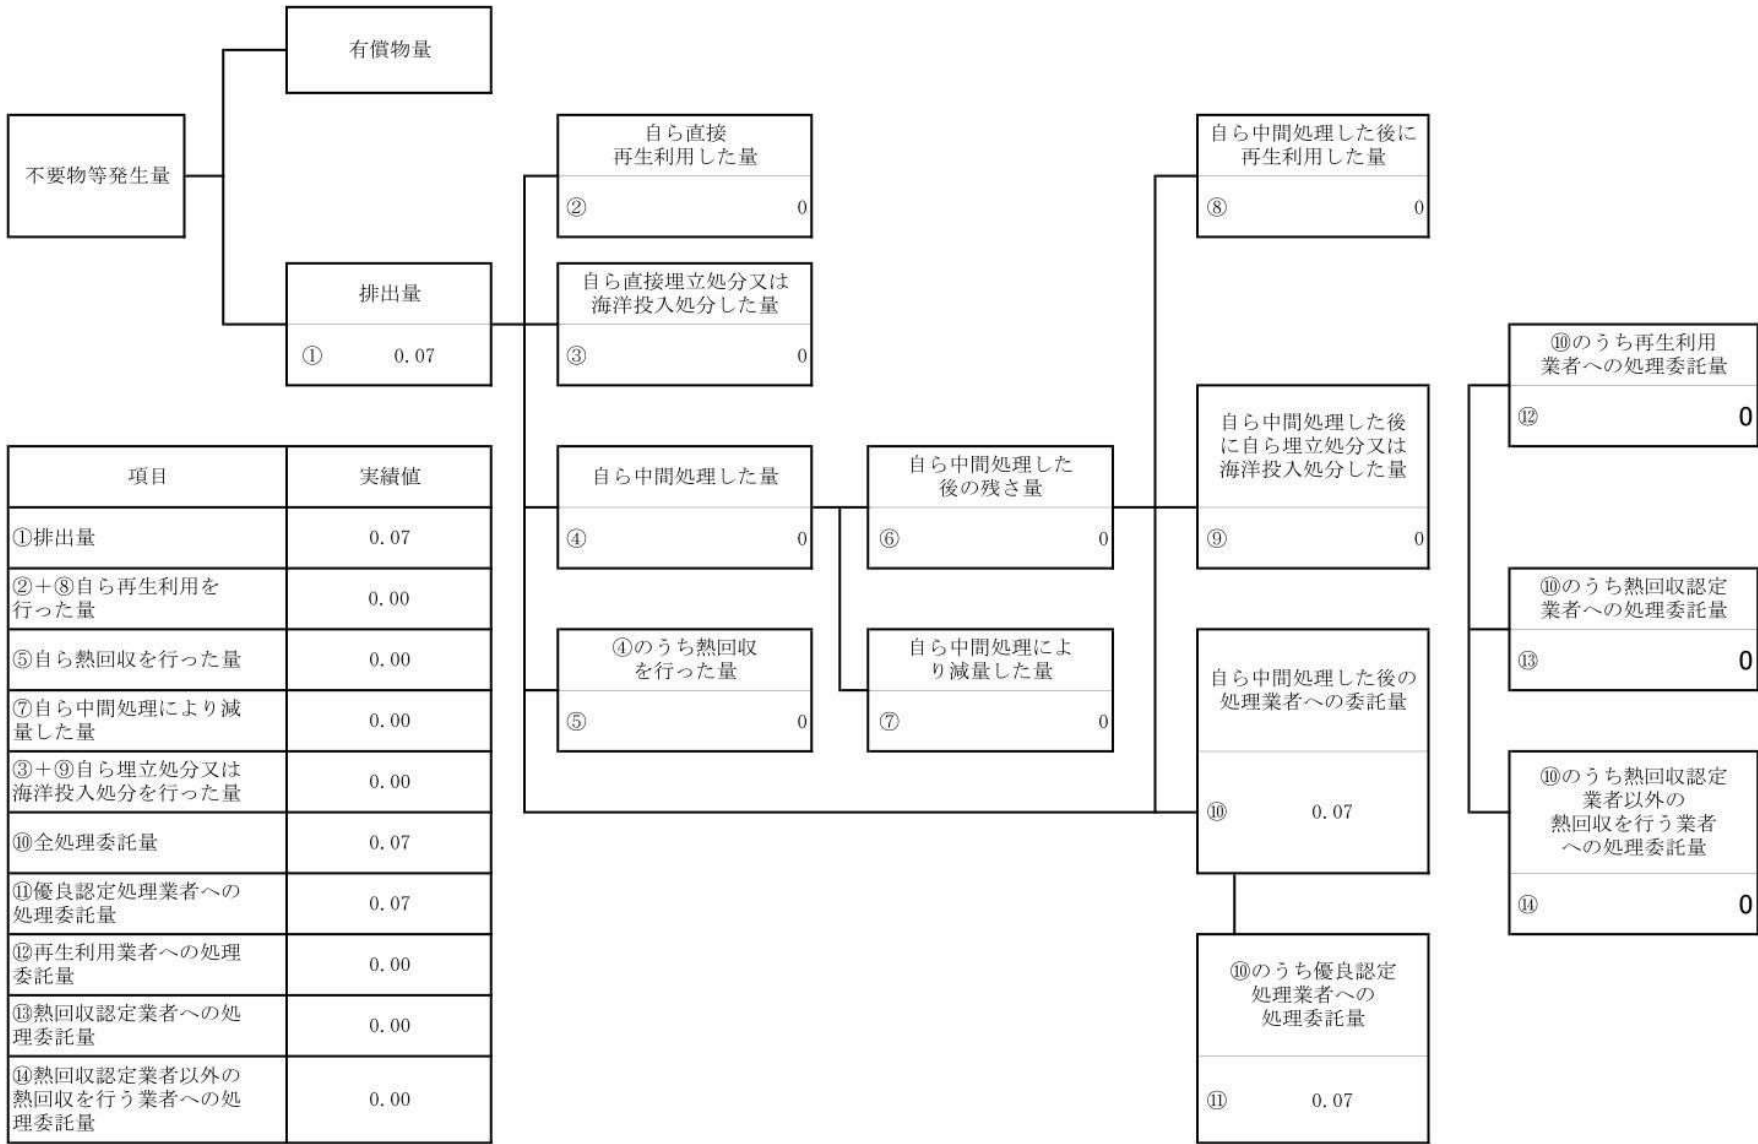 有償物量
不要物等発生量
自ら直接
再生利用した量
② 0
自ら中間処理した後に
再生利用した量
⑧ 0
排出量
① 0.07
自ら直接埋立処分又は
海洋投入処分した量
③ 0
⑩のうち再生利用
業者への処理委託量
⑫ 0
自ら中間処理した後
に自ら埋立処分又は
海洋投入処分した量
⑨ 0
自ら中間処理した量
④ 0
自ら中間処理した
後の残さ量
⑥ 0
④のうち熱回収
を行った量
⑤ 0
自ら中間処理によ
り減量した量
⑦ 0
自ら中間処理した後の
処理業者への委託量
⑩ 0.07
⑩のうち熱回収認定
業者への処理委託量
⑬ 0
⑩のうち熱回収認定
業者以外の
熱回収を行う業者
への処理委託量
⑭ 0
⑩のうち優良認定
処理業者への
処理委託量
⑪ 0.07
項目 実績値
①排出量 0.07
②+⑧自ら再生利用を
行った量 0.00
⑤自ら熱回収を行った量 0.00
⑦自ら中間処理により減
量した量 0.00
③+⑨自ら埋立処分又は
海洋投入処分を行った量 0.00
⑩全処理委託量 0.07
⑪優良認定処理業者への
処理委託量 0.07
⑫再生利用業者への処理
委託量 0.00
⑬熱回収認定業者への処
理委託量 0.00
⑭熱回収認定業者以外の
熱回収を行う業者への処
理委託量 0.00